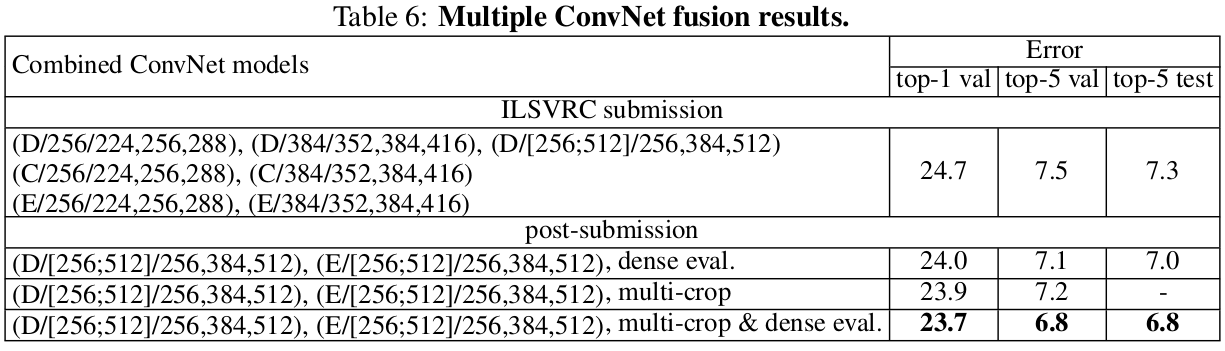 Table 6: Multiple ConvNet fusion results.
Combined ConvNet models
Error
top-1 val top-5 val top-5 test
ILSVRC submission
(D/256/224,256,288), (D/384/352,384,416), (D/[256;512]/256,384,512)
(C/256/224,256,288), (C/384/352,384,416)
(E/256/224,256,288), (E/384/352,384,416)
24.7 7.5 7.3
post-submission
(D/[256;512]/256,384,512), (E/[256;512]/256,384,512), dense eval. 24.0 7.1 7.0
(D/[256;512]/256,384,512), (E/[256;512]/256,384,512), multi-crop 23.9 7.2 -
(D/[256;512]/256,384,512), (E/[256;512]/256,384,512), multi-crop & dense eval. 23.7 6.8 6.8